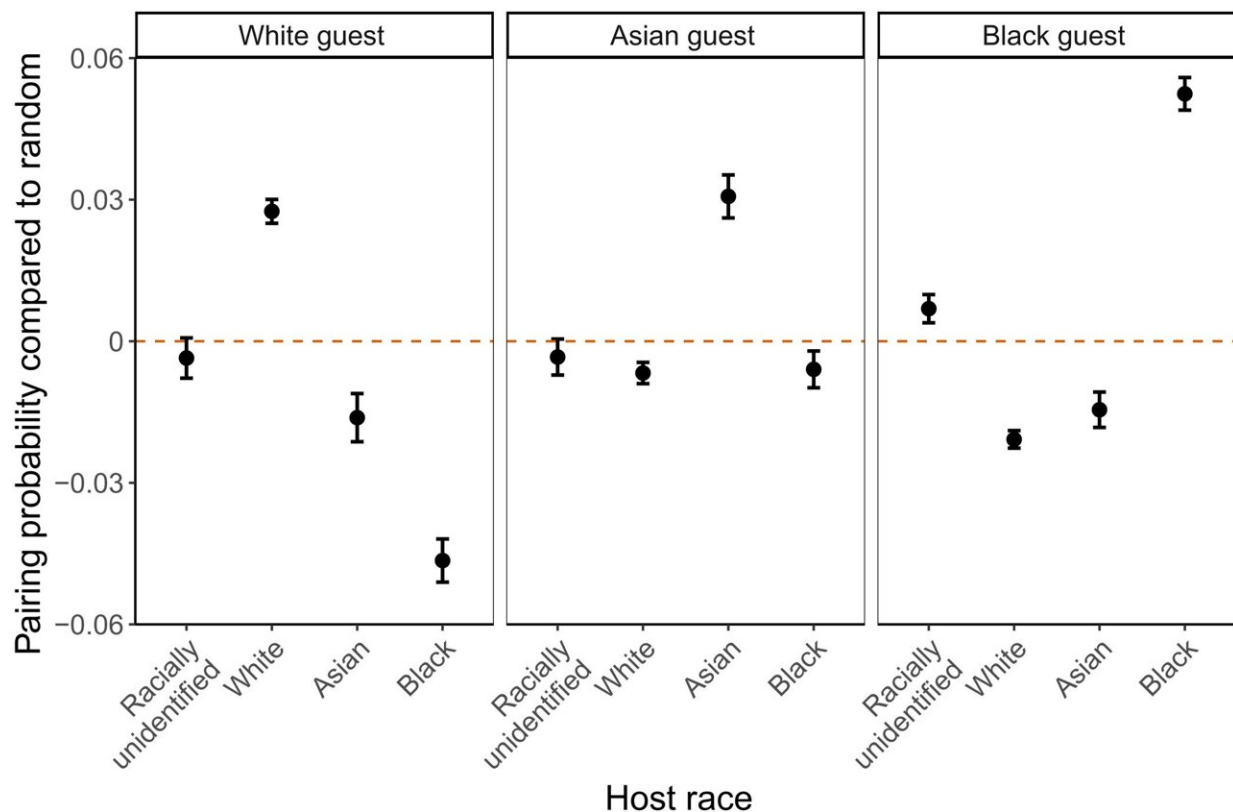 White guest
Asian guest
Black guest
Pairing probability compared to random
0.06
0.03
0
−0.03
−0.06
Racially
unidentified
White
Asian
Black
Racially
unidentified
White
Asian
Black
Racially
unidentified
White
Asian
Black
Host race